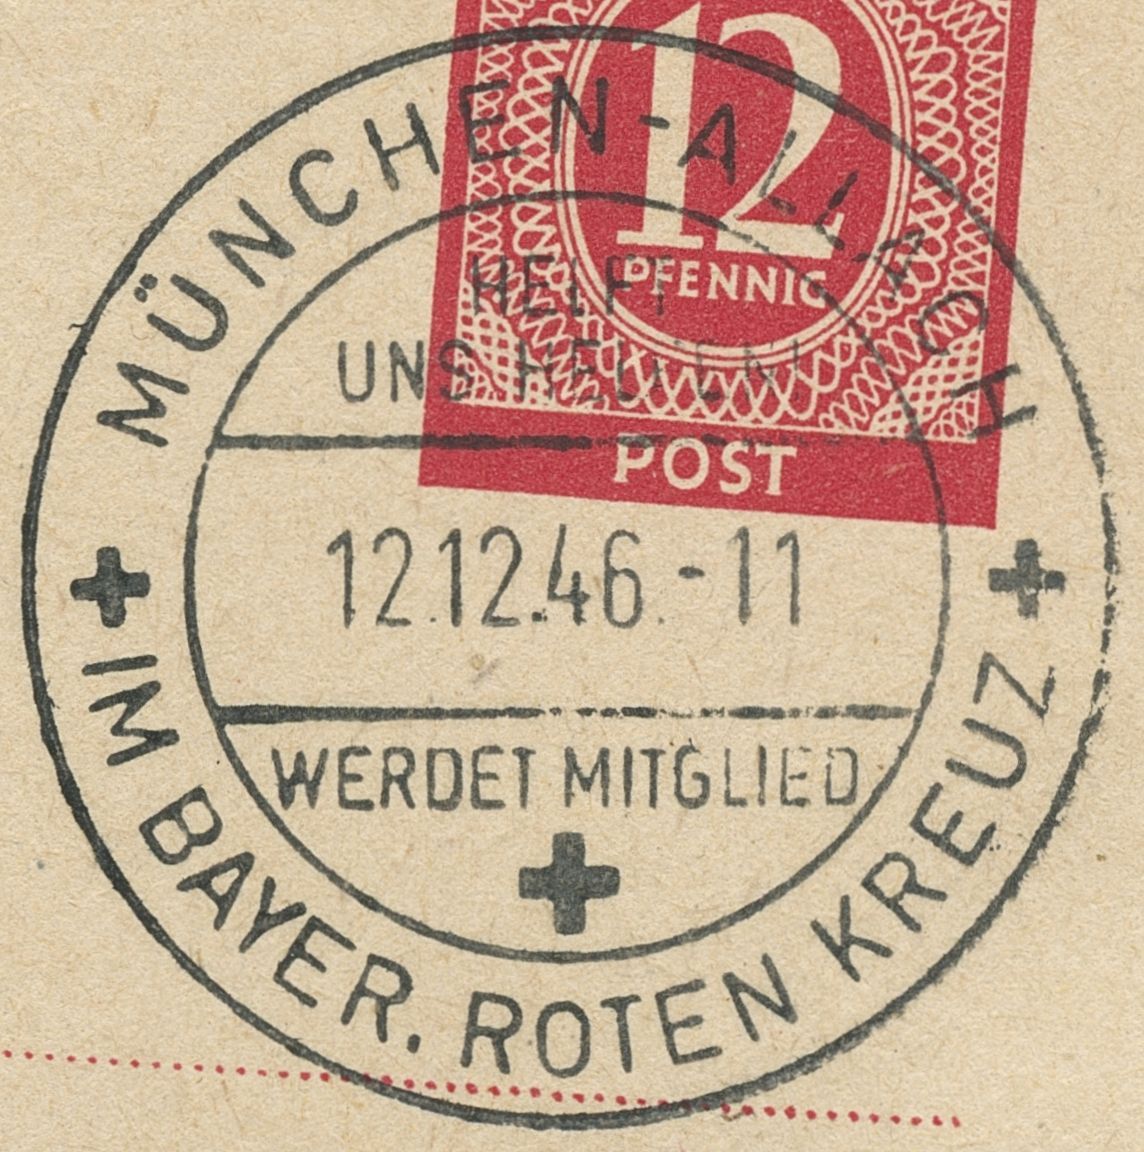 12
PFENNIG
POST
MÜNCHEN-ALLACH
HELFT
UNS HELFEN!
12.12.46.-11
WERDET MITGLIED
IM BAYER. ROTEN KREUZ